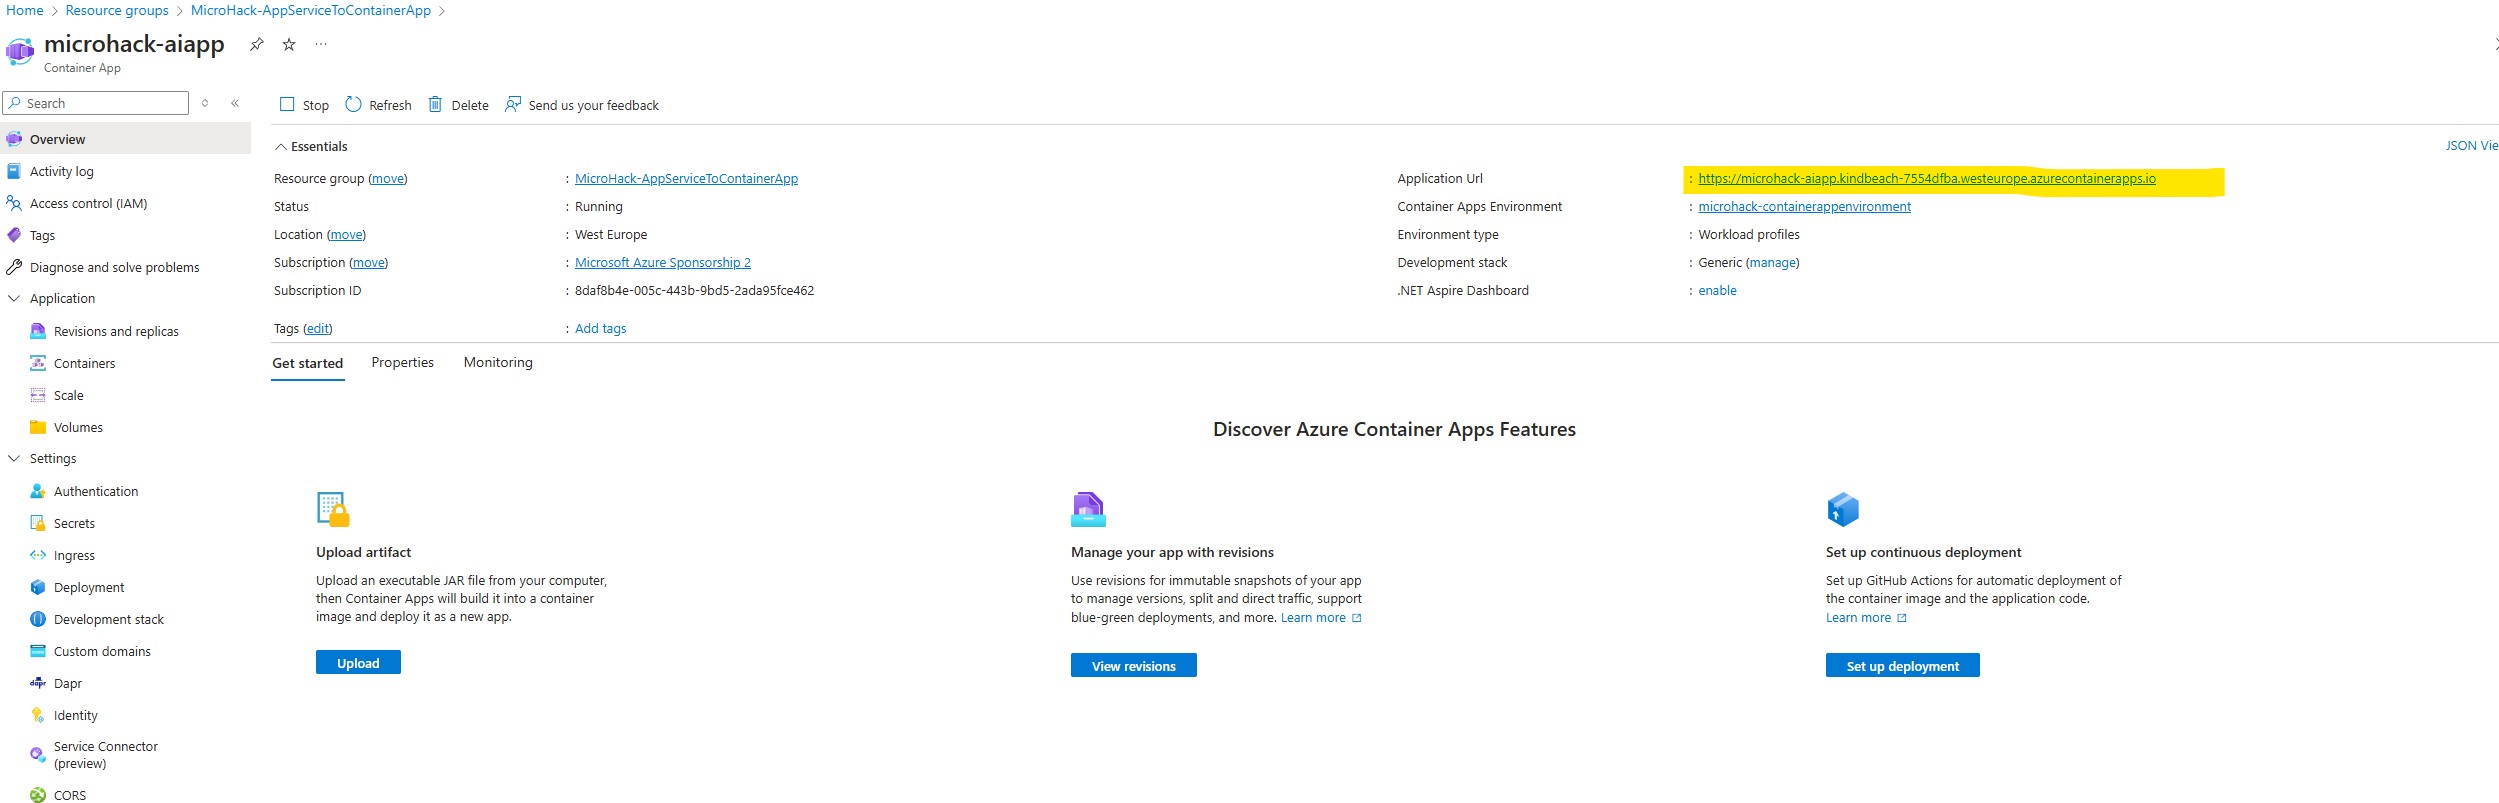 Home > Resource groups > MicroHack-AppServiceToContainerApp >
microhack-aiapp
Container App
Search
Overview
Activity log
Access control (IAM)
Tags
Diagnose and solve problems
Application
Revisions and replicas
Containers
Scale
Volumes
Settings
Authentication
Secrets
Ingress
Deployment
Development stack
Custom domains
Dapr
Identity
Service Connector
(preview)
CORS
Stop Refresh Delete Send us your feedback
Essentials
JSON Vie
Resource group (move) : MicroHack-AppServiceToContainerApp
Status : Running
Location (move) : West Europe
Subscription (move) : Microsoft Azure Sponsorship 2
Subscription ID : 8daf8b4e-005c-443b-9bd5-2ada95fce462
Tags (edit) : Add tags
Application Url : https://microhack-aiapp.kindbeach-7554dfba.westeurope.azurecontainerapps.io
Container Apps Environment : microhack-containerappenvironment
Environment type : Workload profiles
Development stack : Generic (manage)
.NET Aspire Dashboard : enable
Get started Properties Monitoring
Discover Azure Container Apps Features
Upload artifact
Upload an executable JAR file from your computer,
then Container Apps will build it into a container
image and deploy it as a new app.
Upload
Manage your app with revisions
Use revisions for immutable snapshots of your app
to manage versions, split and direct traffic, support
blue-green deployments, and more. Learn more
View revisions
Set up continuous deployment
Set up GitHub Actions for automatic deployment of
the container image and the application code.
Learn more
Set up deployment